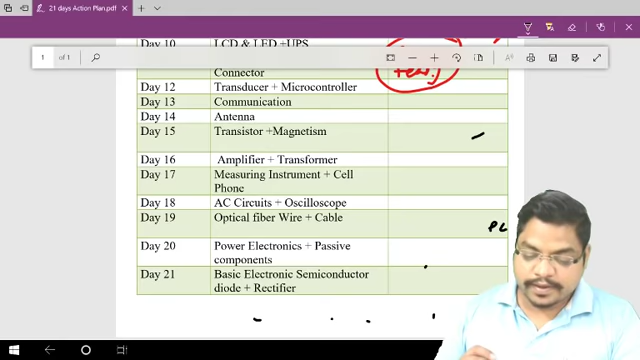 21 days Action Plan.pdf
1 of 1
Day 10 LCD & LED +UPS
Connector
Day 12 Transducer + Microcontroller
Day 13 Communication
Day 14 Antenna
Day 15 Transistor +Magnetism
Day 16 Amplifier + Transformer
Day 17 Measuring Instrument + Cell
Phone
Day 18 AC Circuits + Oscilloscope
Day 19 Optical fiber Wire + Cable
Day 20 Power Electronics + Passive
components
Day 21 Basic Electronic Semiconductor
diode + Rectifier